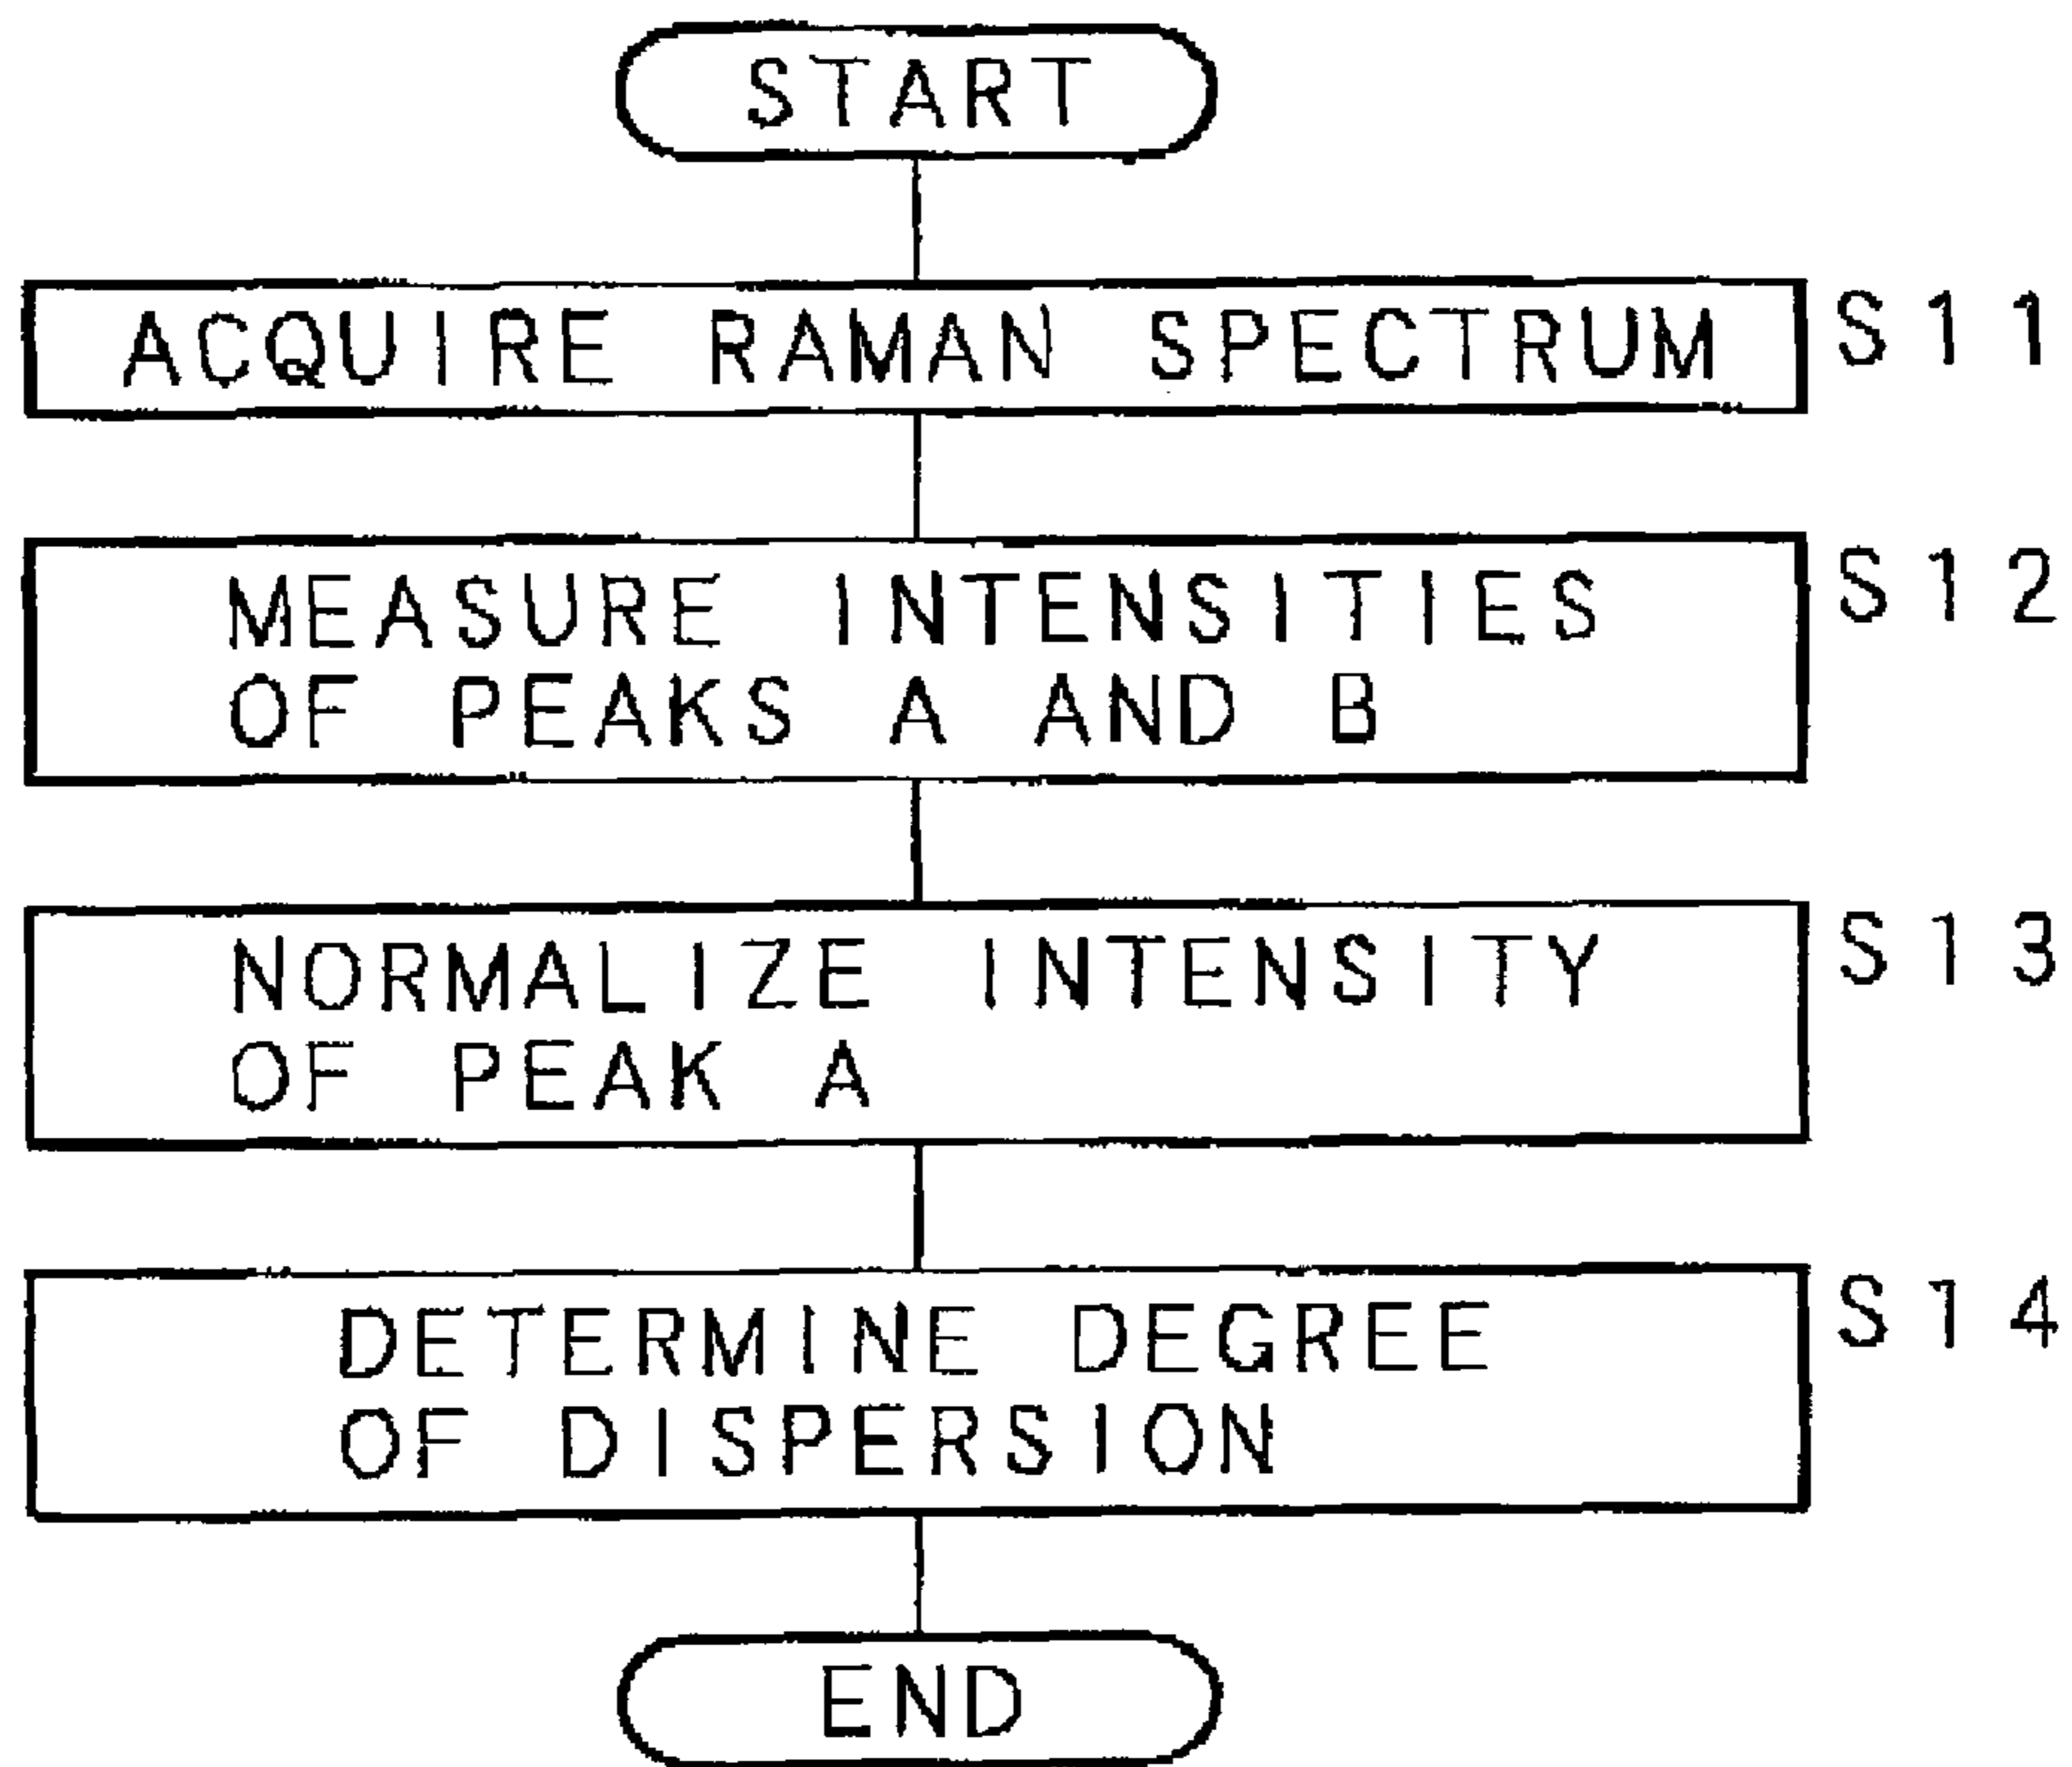 START
ACQUIRE RAMAN SPECTRUM S11
MEASURE INTENSITIES S12
OF PEAKS A AND B
NORMALIZE INTENSITY S13
OF PEAK A
DETERMINE DEGREE S14
OF DISPERSION
END